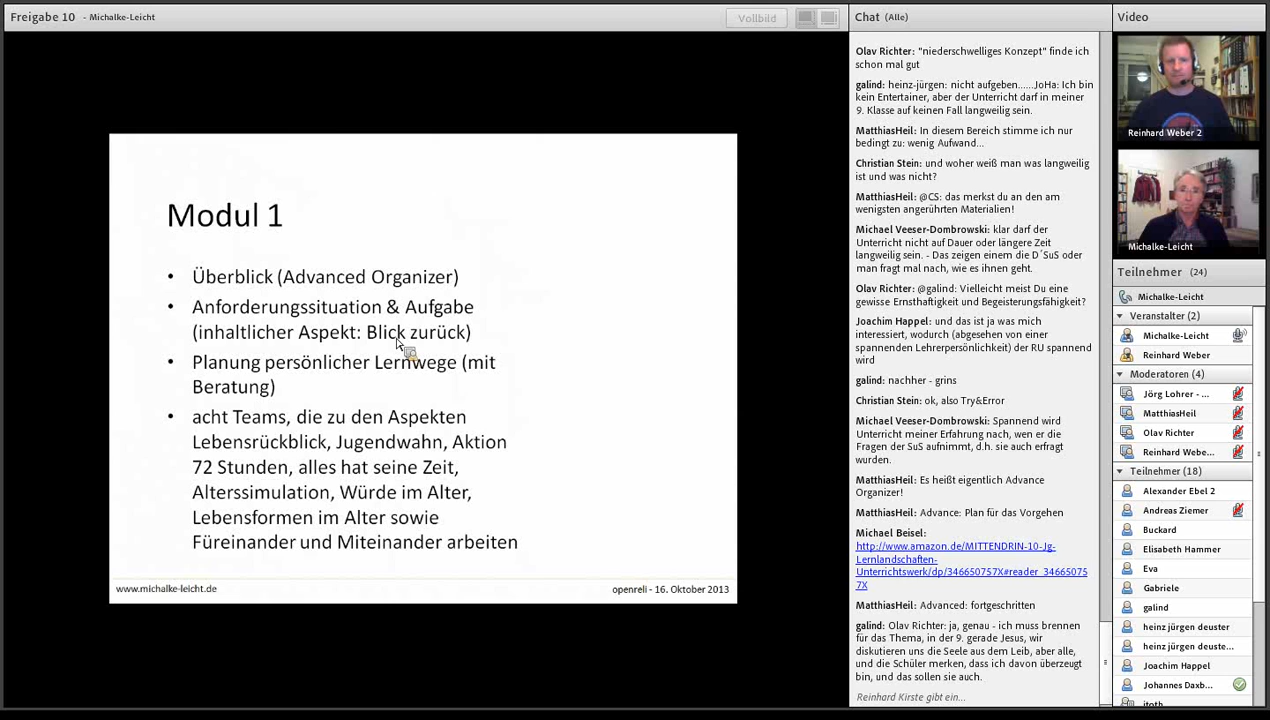 Freigabe 10 - Michalke-Leicht
Vollbild
Modul 1
• Überblick (Advanced Organizer)
• Anforderungssituation & Aufgabe
(inhaltlicher Aspekt: Blick zurück)
• Planung persönlicher Lernwege (mit
Beratung)
• acht Teams, die zu den Aspekten
Lebensrückblick, Jugendwahn, Aktion
72 Stunden, alles hat seine Zeit,
Alterssimulation, Würde im Alter,
Lebensformen im Alter sowie
Füreinander und Miteinander arbeiten
www.michalke-leicht.de
openreli - 16. Oktober 2013
Chat (Alle)
Olav Richter: "niederschwelliges Konzept" finde ich
schon mal gut
galind: heinz-jürgen: nicht aufgeben......JoHa: Ich bin
kein Entertainer, aber der Unterricht darf in meiner
9. Klasse auf keinen Fall langweilig sein.
MatthiasHeil: In diesem Bereich stimme ich nur
bedingt zu: wenig Aufwand...
Christian Stein: und woher weiß man was langweilig
ist und was nicht?
MatthiasHeil: @CS: das merkst du an den am
wenigsten angerührten Materialien!
Michael Veeser-Dombrowski: klar darf der
Unterricht nicht auf Dauer oder längere Zeit
langweilig sein. - Das zeigen einem die D´SuS oder
man fragt mal nach, wie es ihnen geht.
Olav Richter: @galind: Vielleicht meist Du eine
gewisse Ernsthaftigkeit und Begeisterungsfähigkeit?
Joachim Happel: und das ist ja was mich
interessiert, wodurch (abgesehen von einer
spannenden Lehrerpersönlichkeit) der RU spannend
wird
galind: nachher - grins
Christian Stein: ok, also Try&Error
Michael Veeser-Dombrowski: Spannend wird
Unterricht meiner Erfahrung nach, wen er die
Fragen der SuS aufnimmt, d.h. sie auch erfragt
wurden.
MatthiasHeil: Es heißt eigentlich Advance
Organizer!
MatthiasHeil: Advance: Plan für das Vorgehen
Michael Beisel:
http://www.amazon.de/MITTENDRIN-10-Jg-
Lernlandschaften-
Unterrichtswerk/dp/346650757X#reader_34665075
7X
MatthiasHeil: Advanced: fortgeschritten
galind: Olav Richter: ja, genau - ich muss brennen
für das Thema, in der 9. gerade Jesus, wir
diskutieren uns die Seele aus dem Leib, aber alle,
und die Schüler merken, dass ich davon überzeugt
bin, und das sollen sie auch.
Reinhard Kirste gibt ein...
Video
Reinhard Weber 2
Michalke-Leicht
Teilnehmer (24)
Michalke-Leicht
Veranstalter (2)
Michalke-Leicht
Reinhard Weber
Moderatoren (4)
Jörg Lohrer - ...
MatthiasHeil
Olav Richter
Reinhard Webe...
Teilnehmer (18)
Alexander Ebel 2
Andreas Ziemer
Buckard
Elisabeth Hammer
Eva
Gabriele
galind
heinz jürgen deuster
heinz jürgen deuste...
Joachim Happel
Johannes Daxb...
itoth